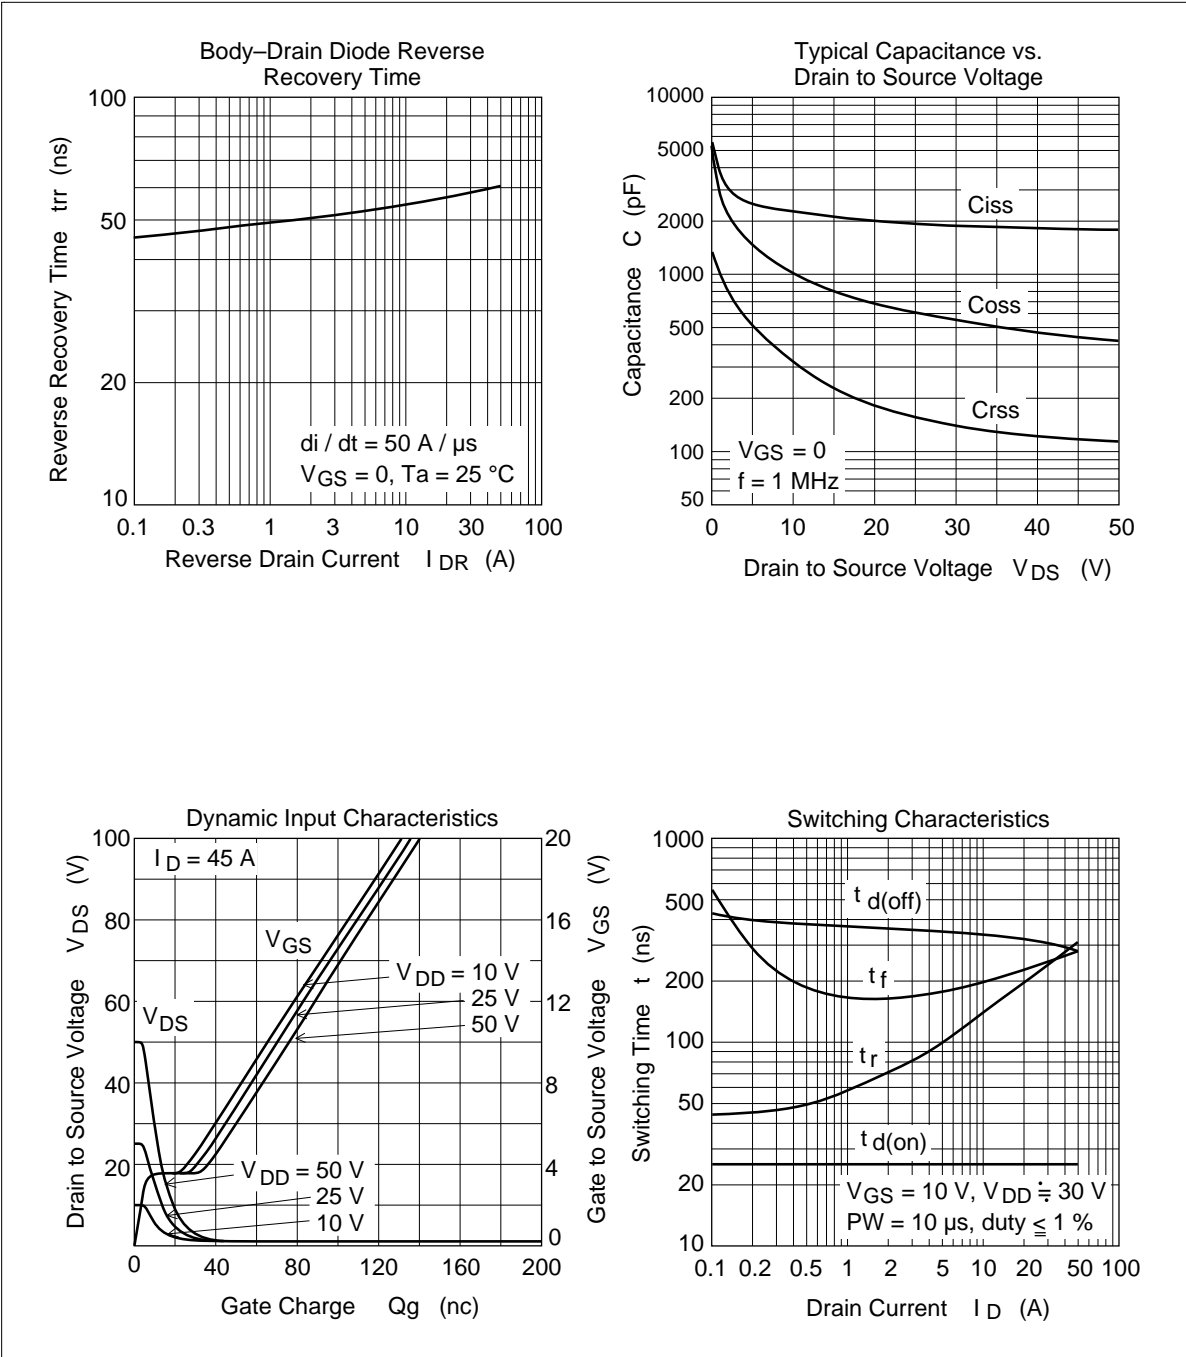 Body–Drain Diode Reverse
Recovery Time
100
50
20
10
Reverse Recovery Time trr (ns)
di / dt = 50 A / µs
VGS = 0, Ta = 25 °C
0.1 0.3 1 3 10 30 100
Reverse Drain Current I DR (A)
Typical Capacitance vs.
Drain to Source Voltage
10000
5000
2000
1000
500
200
100
50
Capacitance C (pF)
Ciss
Coss
Crss
VGS = 0
f = 1 MHz
0 10 20 30 40 50
Drain to Source Voltage VDS (V)
Dynamic Input Characteristics
100
80
60
40
20
Drain to Source Voltage VDS (V)
I D = 45 A
VGS
VDD = 10 V
25 V
50 V
VDS
VDD = 50 V
25 V
10 V
20
16
12
8
4
0
Gate to Source Voltage VGS (V)
0 40 80 120 160 200
Gate Charge Qg (nc)
Switching Characteristics
1000
500
200
100
50
20
10
Switching Time t (ns)
t d(off)
t f
t r
t d(on)
VGS = 10 V, VDD ≒ 30 V
PW = 10 µs, duty ≦ 1 %
0.1 0.2 0.5 1 2 5 10 20 50 100
Drain Current I D (A)